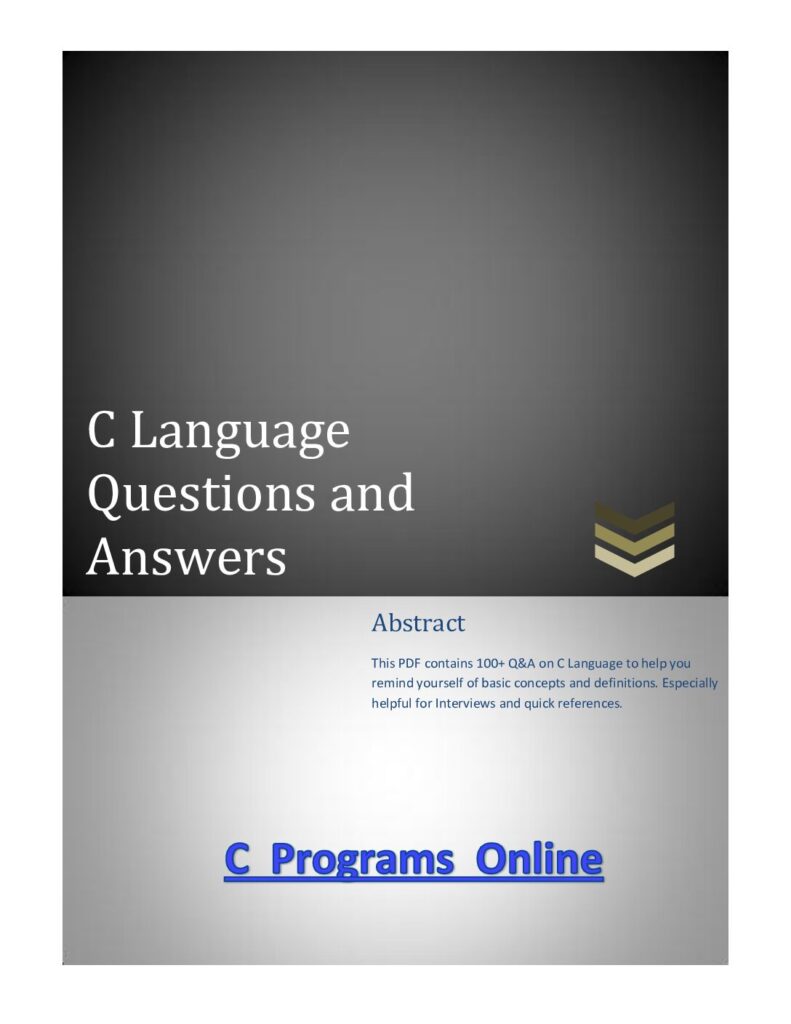 C Language
Questions and
Answers
Abstract
This PDF contains 100+ Q&A on C Language to help you
remind yourself of basic concepts and definitions. Especially
helpful for Interviews and quick references.
C Programs Online